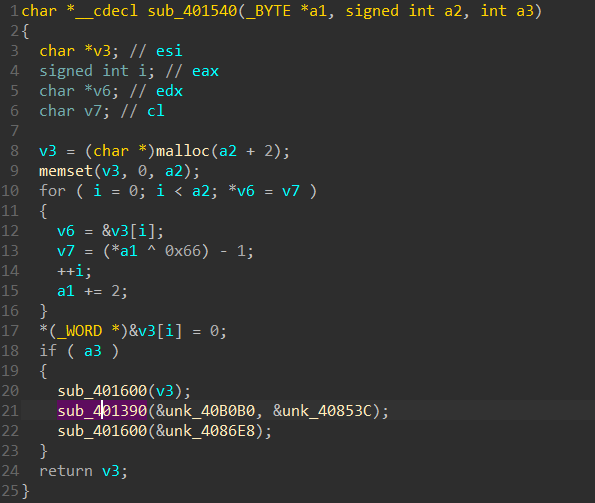 1 char *__cdecl sub_401540(_BYTE *a1, signed int a2, int a3)
2 {
3 char *v3; // esi
4 signed int i; // eax
5 char *v6; // edx
6 char v7; // cl
7
8 v3 = (char *)malloc(a2 + 2);
9 memset(v3, 0, a2);
10 for ( i = 0; i < a2; *v6 = v7 )
11 {
12 v6 = &v3[i];
13 v7 = (*a1 ^ 0x66) - 1;
14 ++i;
15 a1 += 2;
16 }
17 *(_WORD *)&v3[i] = 0;
18 if ( a3 )
19 {
20 sub_401600(v3);
21 sub_401390(&unk_40B0B0, &unk_40853C);
22 sub_401600(&unk_4086E8);
23 }
24 return v3;
25 }